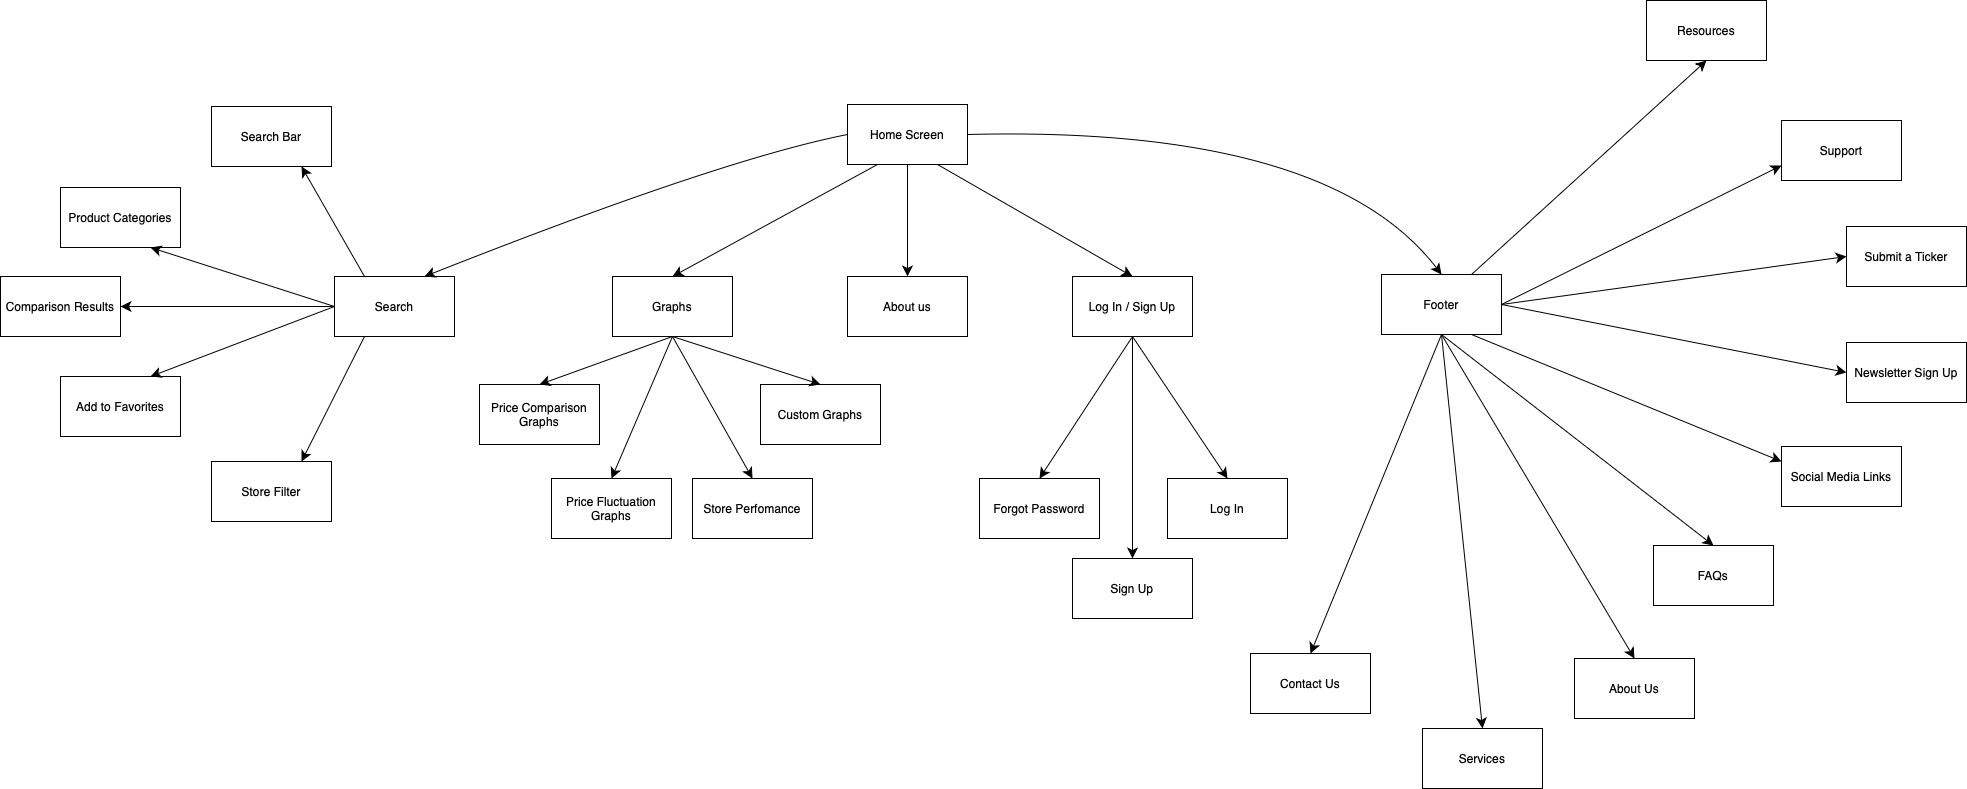 Resources
Home Screen
Search Bar
Support
Product Categories
Submit a Ticker
Comparison Results
Search
Graphs
About us
Log In / Sign Up
Footer
Newsletter Sign Up
Add to Favorites
Price Comparison
Graphs
Custom Graphs
Social Media Links
Store Filter
Price Fluctuation
Graphs
Store Perfomance
Forgot Password
Log In
Sign Up
FAQs
Contact Us
About Us
Services